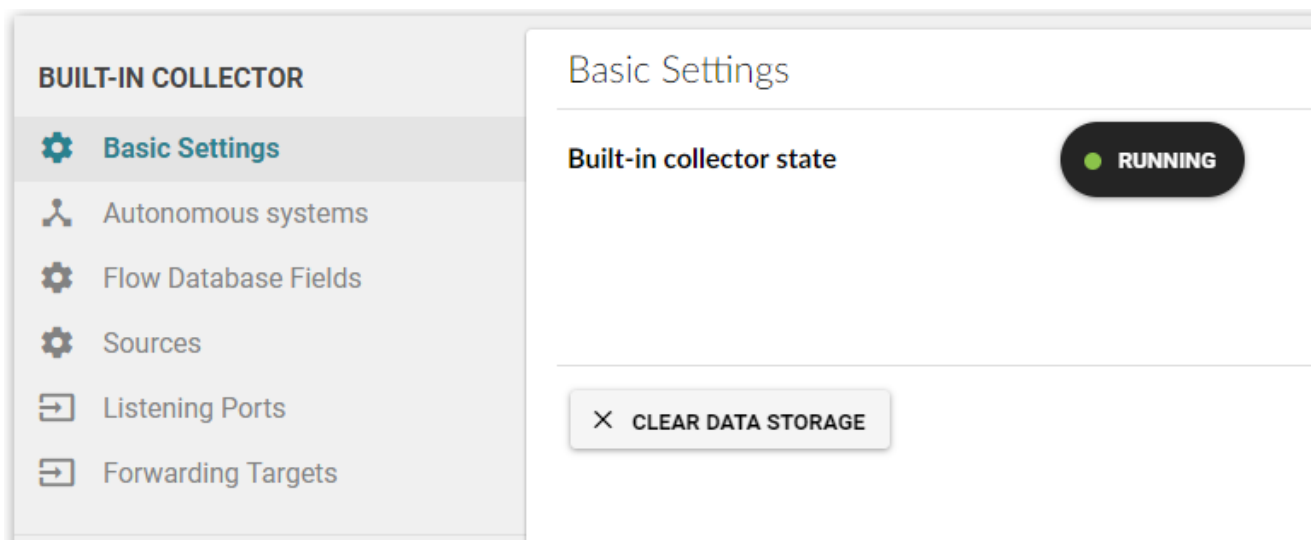 BUILT-IN COLLECTOR
Basic Settings
Autonomous systems
Flow Database Fields
Sources
Listening Ports
Forwarding Targets
Basic Settings
Built-in collector state
RUNNING
CLEAR DATA STORAGE